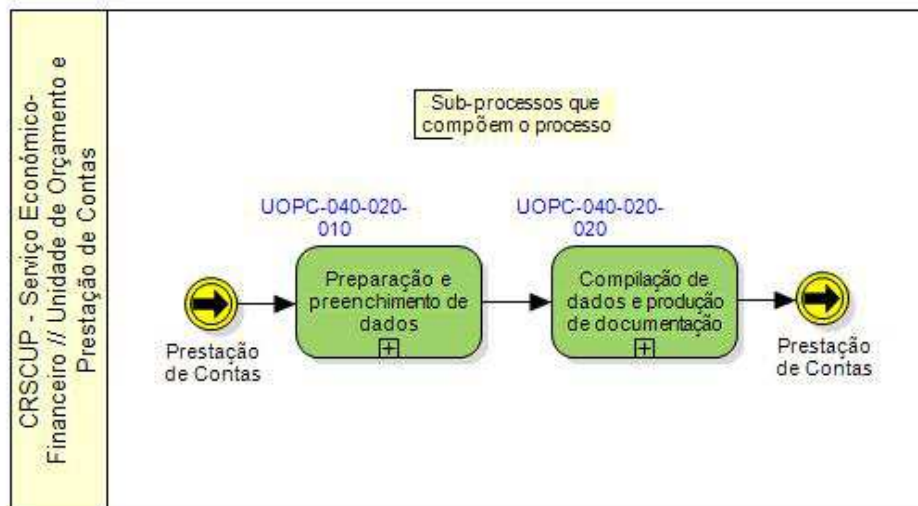 CRSCUP - Serviço Económico-
Financeiro // Unidade de Orçamento e
Prestação de Contas
Sub-processos que
compõem o processo
UOPC-040-020-
010
UOPC-040-020-
020
Preparação e
preenchimento de
dados
Compilação de
dados e produção
de documentação
Prestação
de Contas
Prestação
de Contas